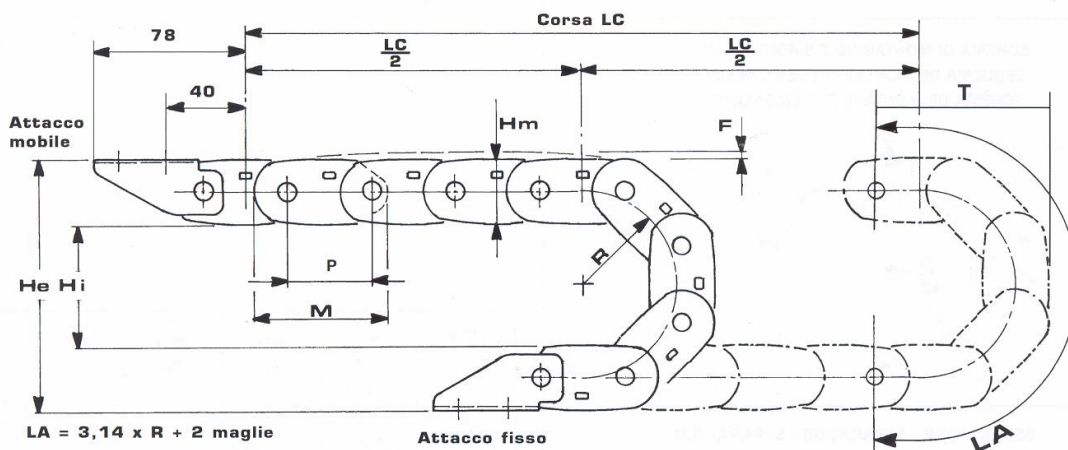 Corsa LC
78
LC
2
LC
2
40
T
Attacco
mobile
Hm
F
R
P
He Hi
M
LA = 3,14 x R + 2 maglie
Attacco fisso
LA